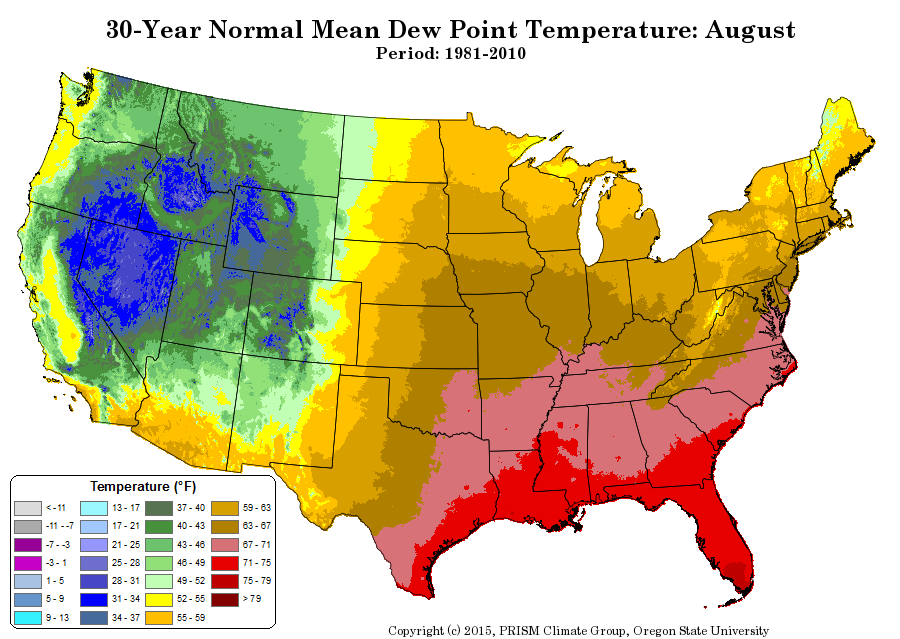 30-Year Normal Mean Dew Point Temperature: August
Period: 1981-2010
Temperature (°F)
< -11 13 - 17 37 - 40 59 - 63
-11 - -7 17 - 21 40 - 43 63 - 67
-7 - -3 21 - 25 43 - 46 67 - 71
-3 - 1 25 - 28 46 - 49 71 - 75
1 - 5 28 - 31 49 - 52 75 - 79
5 - 9 31 - 34 52 - 55 > 79
9 - 13 34 - 37 55 - 59
Copyright (c) 2015, PRISM Climate Group, Oregon State University